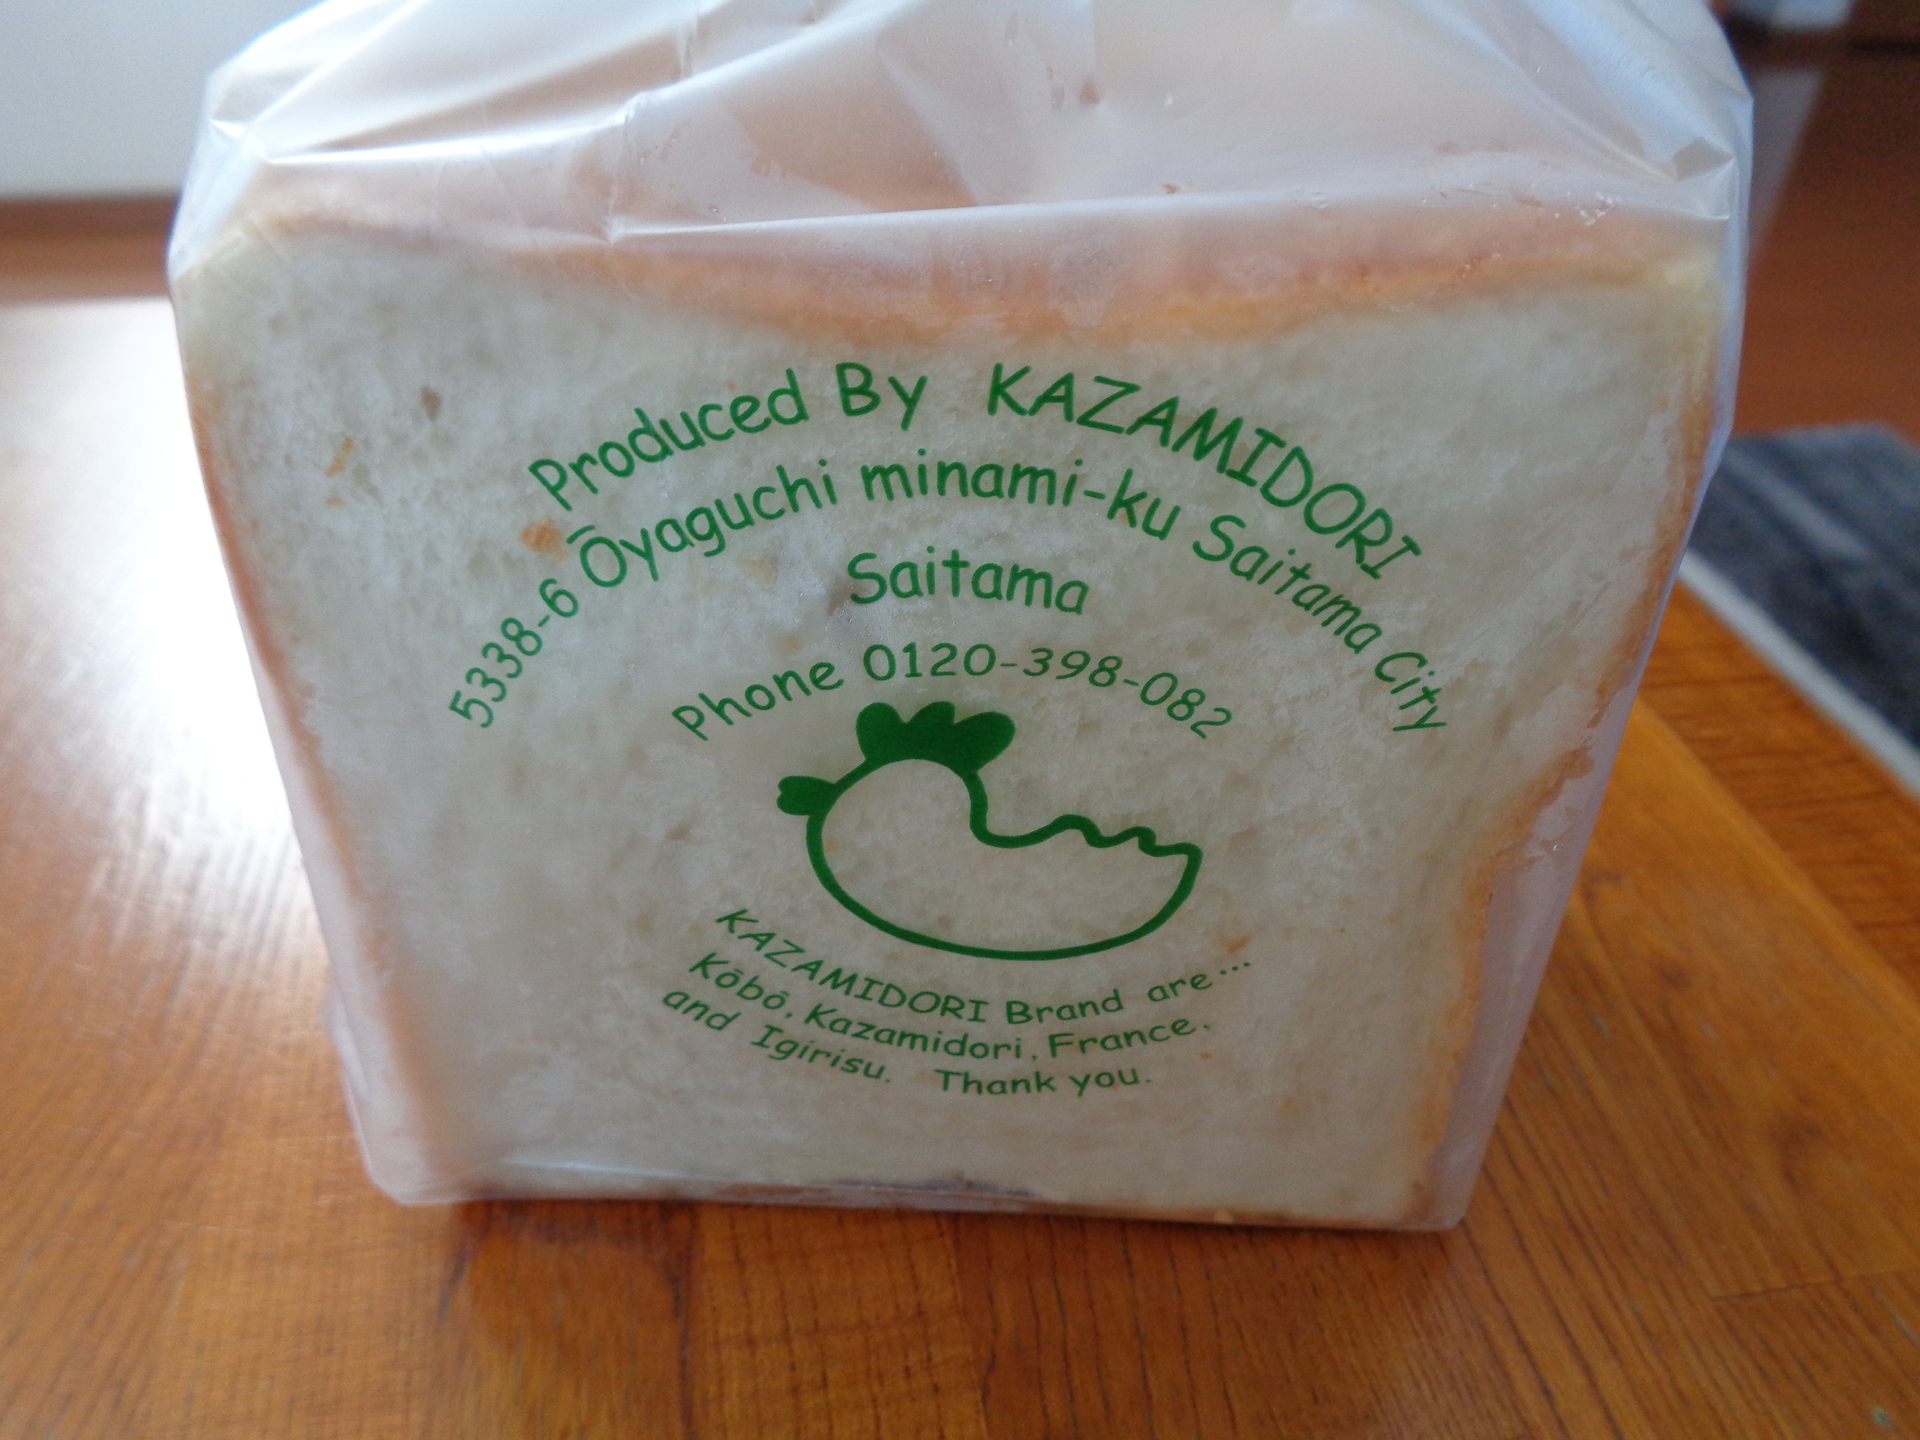 Produced By KAZAMIDORI
5338-6 Ōyaguchi minami-ku Saitama City
Saitama
Phone 0120-398-082
KAZAMIDORI Brand are…
Kōbō, Kazamidori, France,
and Igirisu. Thank you.